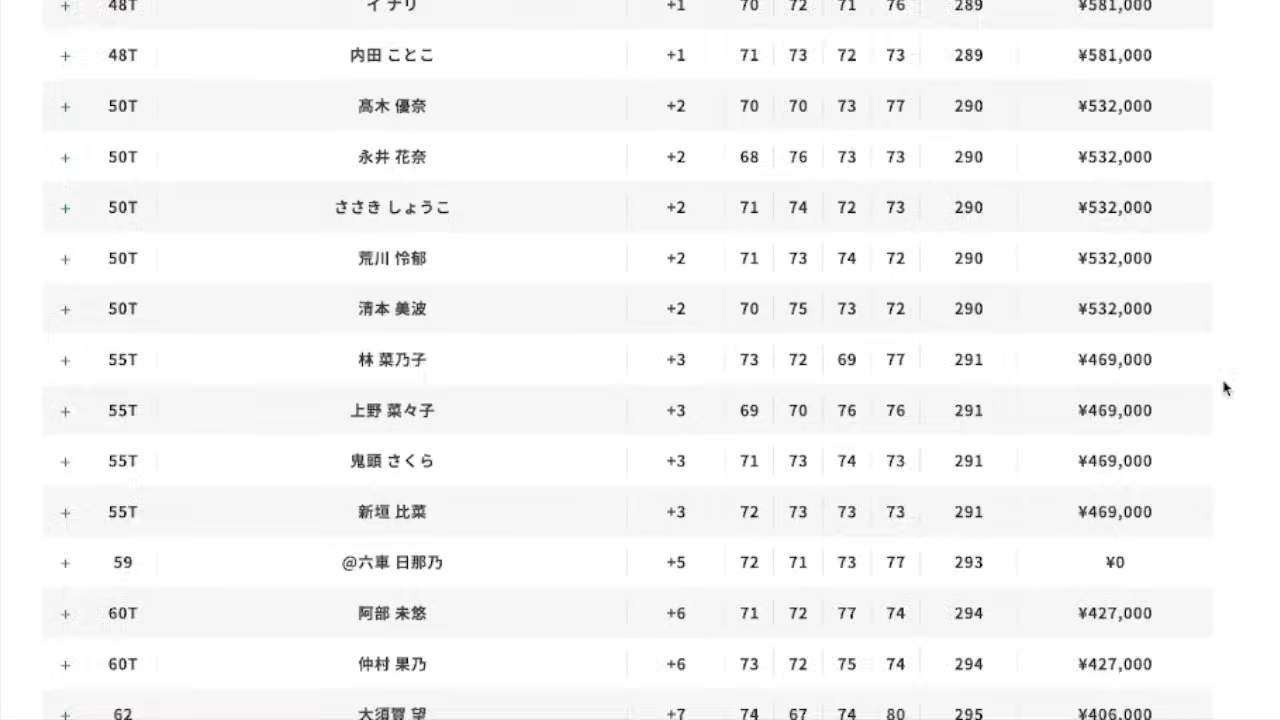 + 48T イ ナリ +1 70 72 71 76 289 ¥581,000
+ 48T 内田 ことこ +1 71 73 72 73 289 ¥581,000
+ 50T 髙木 優奈 +2 70 70 73 77 290 ¥532,000
+ 50T 永井 花奈 +2 68 76 73 73 290 ¥532,000
+ 50T ささき しょうこ +2 71 74 72 73 290 ¥532,000
+ 50T 荒川 怜郁 +2 71 73 74 72 290 ¥532,000
+ 50T 清本 美波 +2 70 75 73 72 290 ¥532,000
+ 55T 林 菜乃子 +3 73 72 69 77 291 ¥469,000
+ 55T 上野 菜々子 +3 69 70 76 76 291 ¥469,000
+ 55T 鬼頭 さくら +3 71 73 74 73 291 ¥469,000
+ 55T 新垣 比菜 +3 72 73 73 73 291 ¥469,000
+ 59 @六車 日那乃 +5 72 71 73 77 293 ¥0
+ 60T 阿部 未悠 +6 71 72 77 74 294 ¥427,000
+ 60T 仲村 果乃 +6 73 72 75 74 294 ¥427,000
+ 62 大須賀 望 +7 74 67 74 80 295 ¥406,000